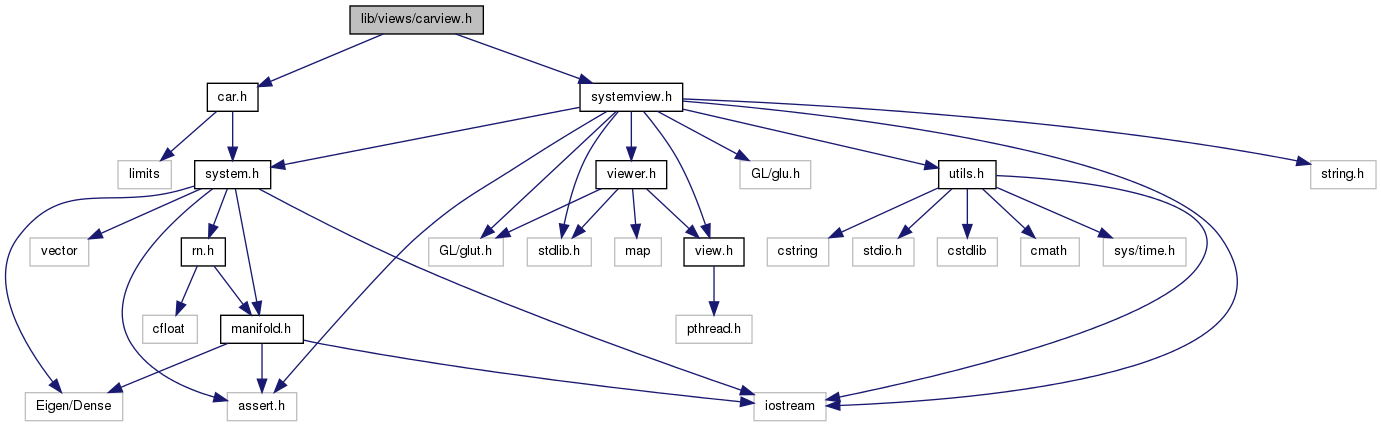 lib/views/carview.h
car.h
systemview.h
limits
system.h
viewer.h
GL/glu.h
utils.h
string.h
vector
rn.h
GL/glut.h
stdlib.h
map
view.h
cstring
stdio.h
cstdlib
cmath
sys/time.h
cfloat
manifold.h
pthread.h
Eigen/Dense
assert.h
iostream